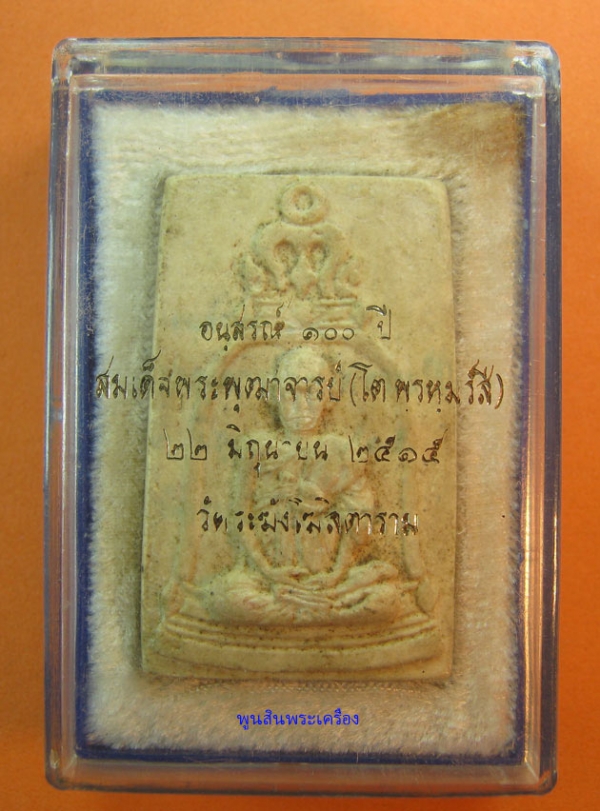 อนุสรณ์ ๑๐๐ ปี
สมเด็จพระพุฒาจารย์ (โต พรหฺมรํสี)
๒๒ มิถุนายน ๒๕๑๕
วัดระฆังโฆสิตาราม
พูนสินพระเครื่อง